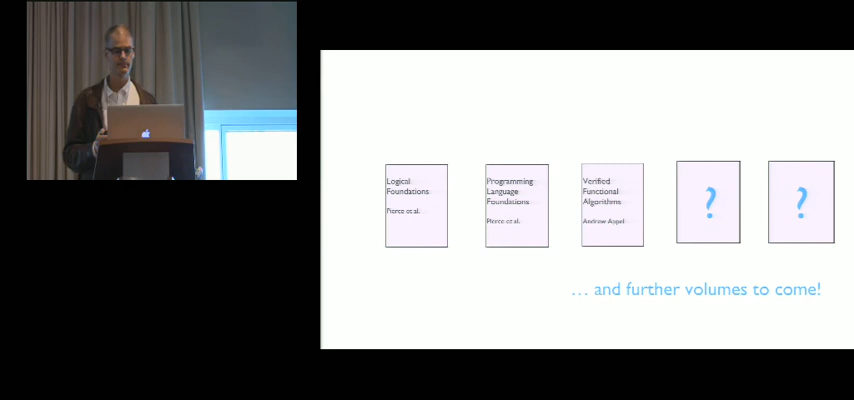 Logical
Foundations
Pierce et al.
Programming
Language
Foundations
Pierce et al.
Verified
Functional
Algorithms
Andrew Appel
?
?
… and further volumes to come!